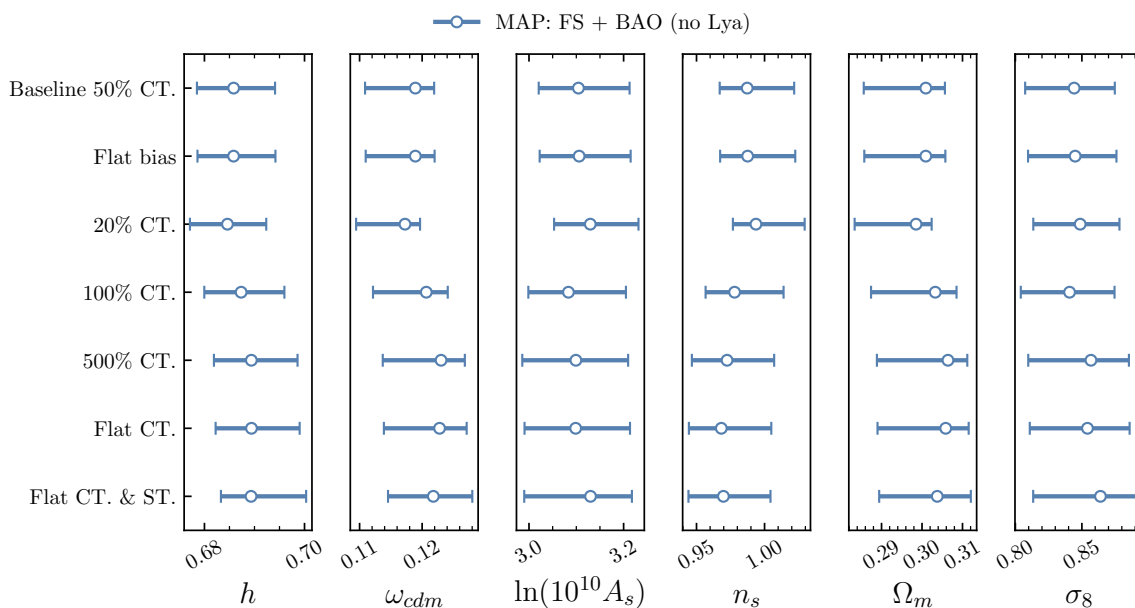 MAP: FS + BAO (no Lya)
Baseline 50% CT.
Flat bias
20% CT.
100% CT.
500% CT.
Flat CT.
Flat CT. & ST.
0.68 0.70 0.11 0.12 3.0 3.2 0.95 1.00 0.29 0.30 0.31 0.80 0.85
h ω_{cdm} ln(10^{10}A_s) n_s Ω_m σ_8